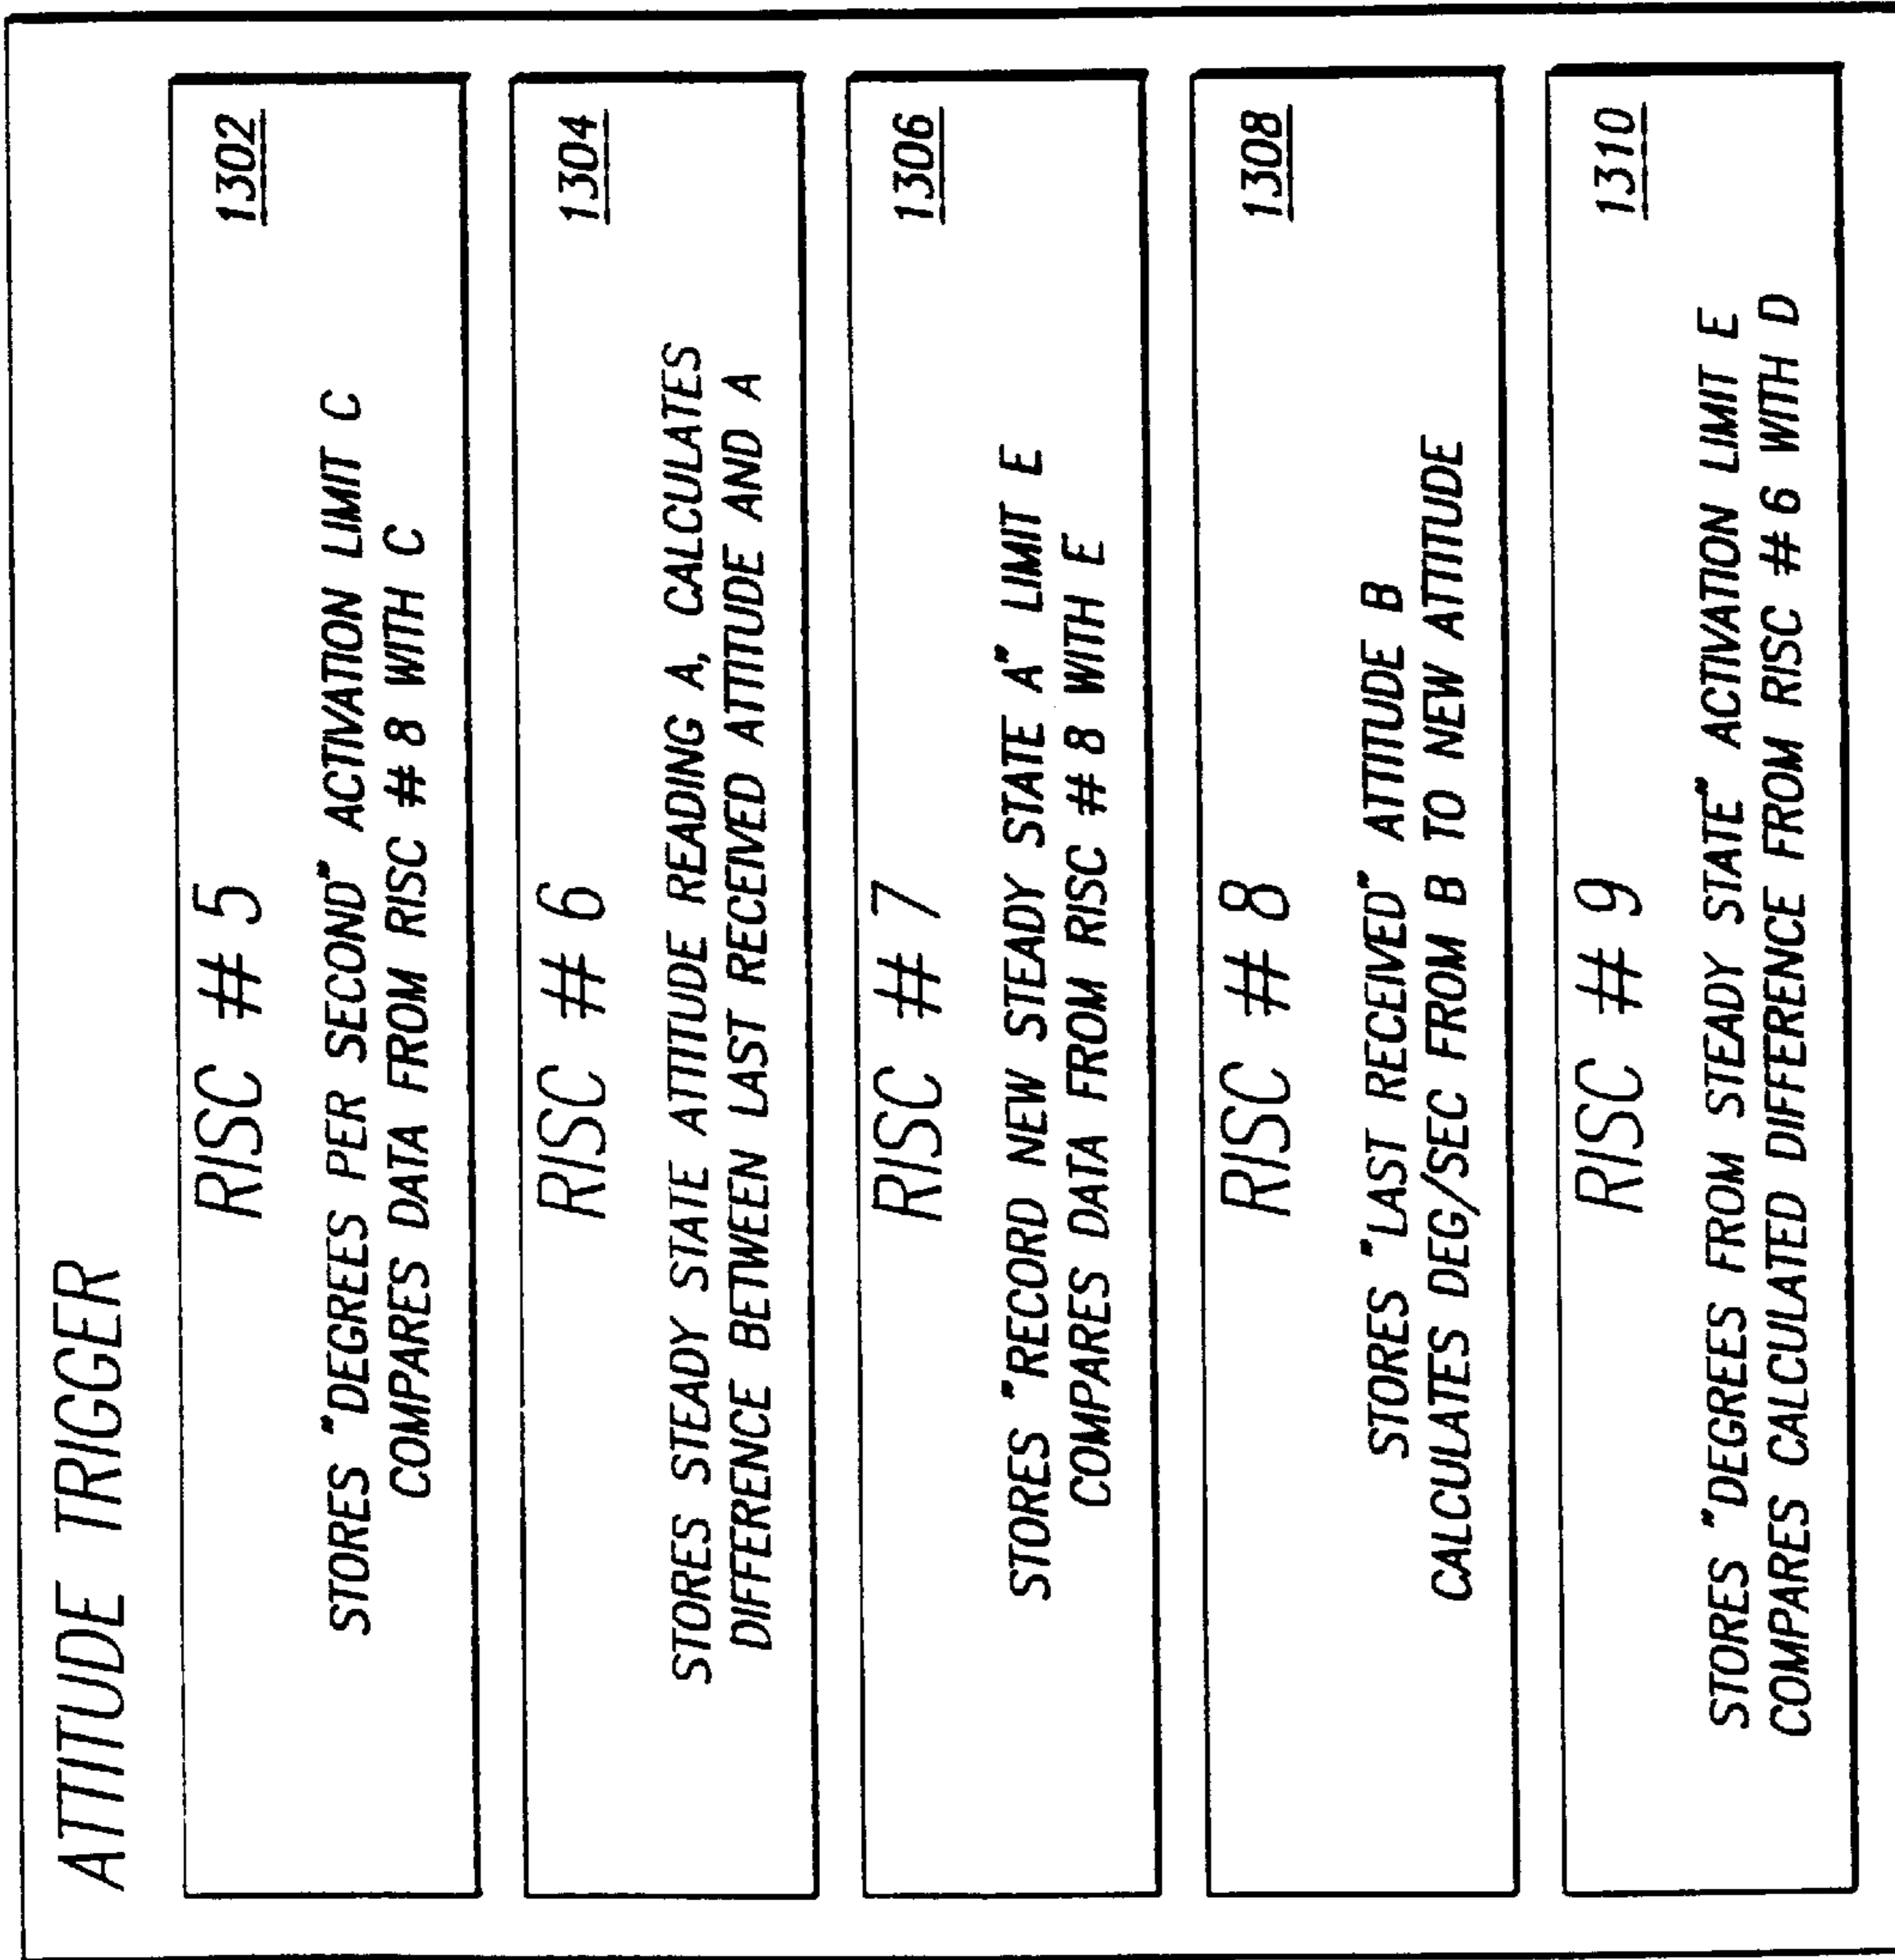 ATTITUDE TRIGGER
RISC # 5
1302
STORES "DEGREES PER SECOND" ACTIVATION LIMIT C
COMPARES DATA FROM RISC # 8 WITH C
RISC # 6
1304
STORES STEADY STATE ATTITUDE READING A, CALCULATES
DIFFERENCE BETWEEN LAST RECEIVED ATTITUDE AND A
RISC # 7
1306
STORES "RECORD NEW STEADY STATE A" LIMIT E
COMPARES DATA FROM RISC # 8 WITH E
RISC # 8
1308
STORES "LAST RECEIVED" ATTITUDE B
CALCULATES DEG/SEC FROM B TO NEW ATTITUDE
RISC # 9
1310
STORES "DEGREES FROM STEADY STATE" ACTIVATION LIMIT E
COMPARES CALCULATED DIFFERENCE FROM RISC # 6 WITH D